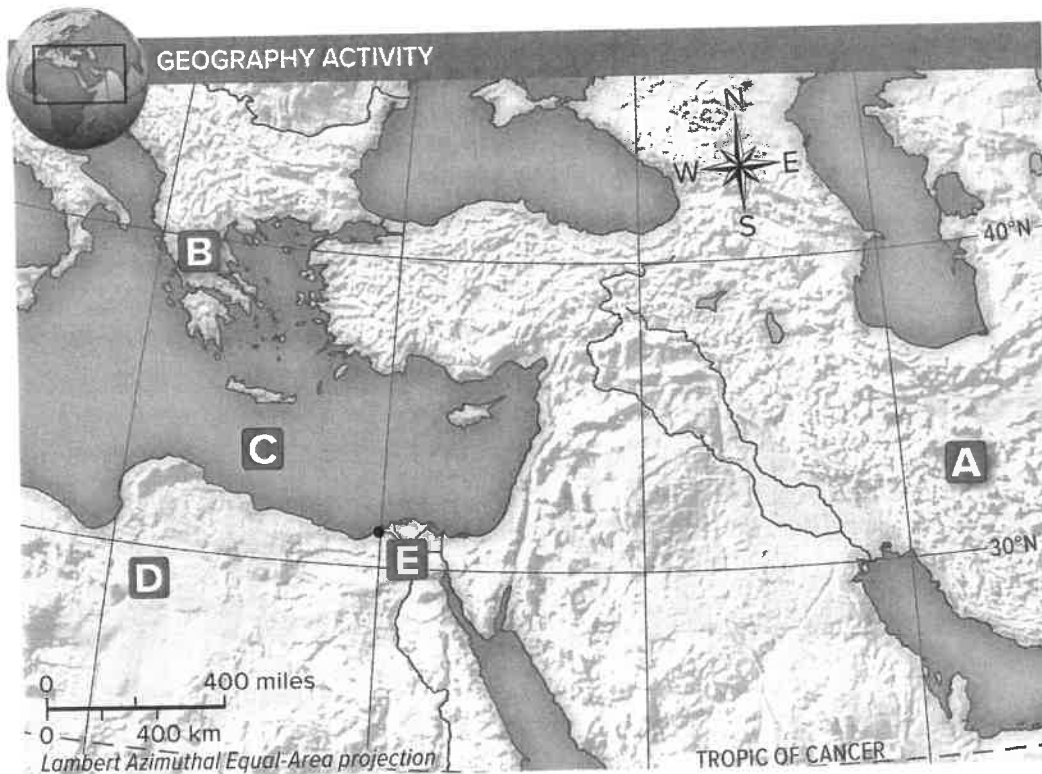 GEOGRAPHY ACTIVITY
N
W E
S
40°N
B
C
A
30°N
D
E
0 400 miles
0 400 km
Lambert Azimuthal Equal-Area projection
TROPIC OF CANCER